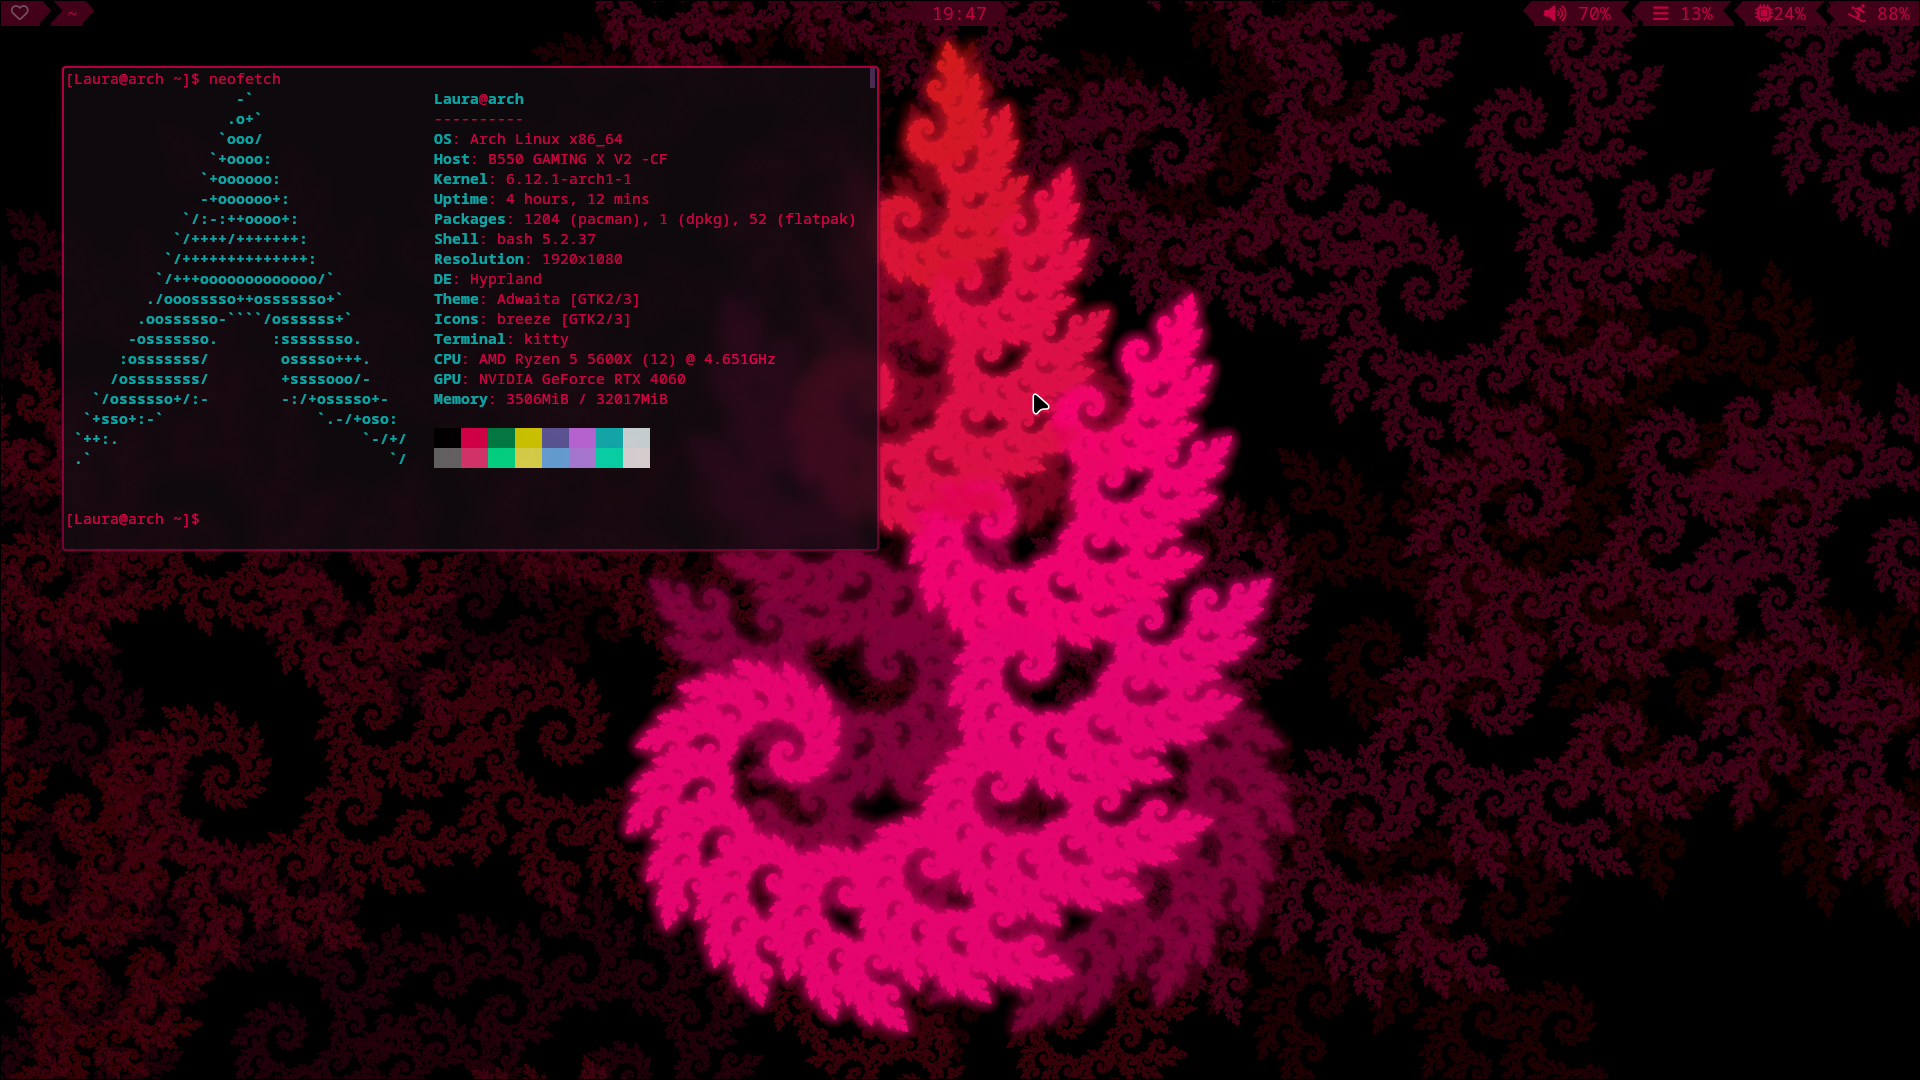 ~ 19:47 70% 13% 24% 88%
[Laura@arch ~]$ neofetch
-` Laura@arch
.o+` ----------
`ooo/ OS: Arch Linux x86_64
`+oooo: Host: B550 GAMING X V2 -CF
`+oooooo: Kernel: 6.12.1-arch1-1
-+oooooo+: Uptime: 4 hours, 12 mins
`/:-:++oooo+: Packages: 1204 (pacman), 1 (dpkg), 52 (flatpak)
`/++++/+++++++: Shell: bash 5.2.37
`/++++++++++++++: Resolution: 1920x1080
`/+++ooooooooooooo/` DE: Hyprland
./ooosssso++osssssso+` Theme: Adwaita [GTK2/3]
.oossssso-````/ossssss+` Icons: breeze [GTK2/3]
-osssssso. :ssssssso. Terminal: kitty
:osssssss/ osssso+++. CPU: AMD Ryzen 5 5600X (12) @ 4.651GHz
/ossssssss/ +ssssooo/- GPU: NVIDIA GeForce RTX 4060
`/ossssso+/:- -:/+osssso+- Memory: 3506MiB / 32017MiB
`+sso+:-` `.-/+oso:
`++:. `-/+/
.` `/
[Laura@arch ~]$